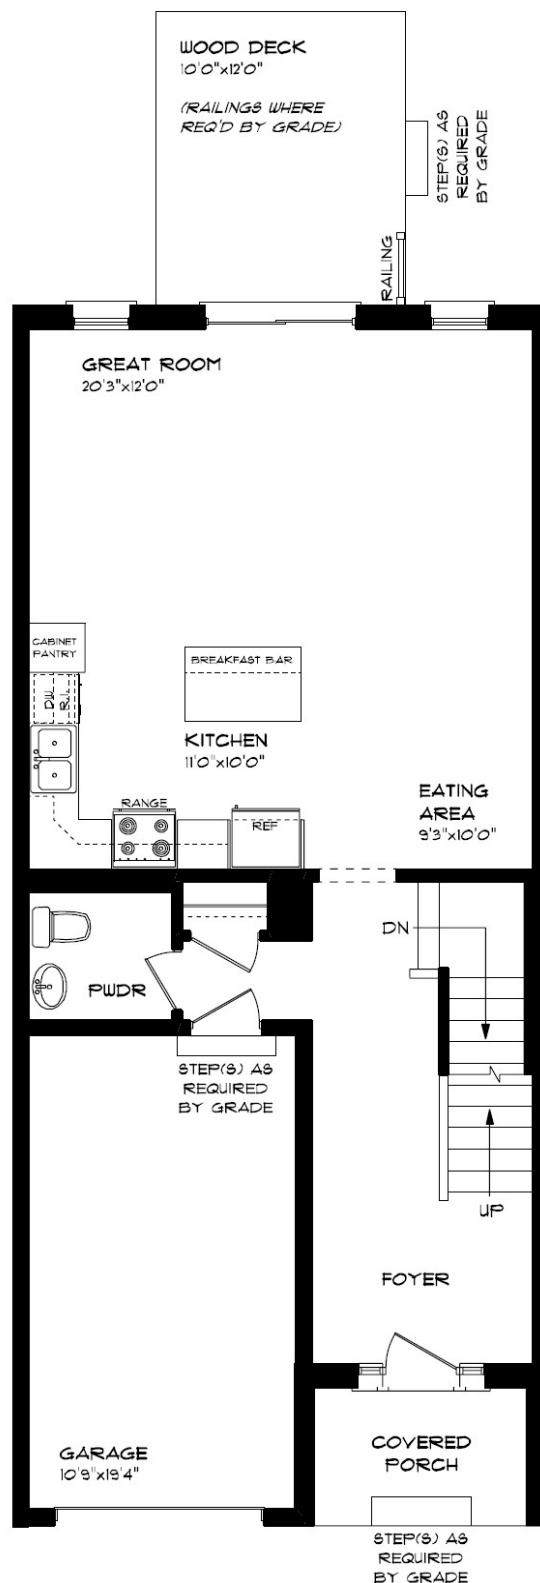 WOOD DECK
10'0"x12'0"
(RAILINGS WHERE
REQ'D BY GRADE)
STEP(S) AS
REQUIRED
BY GRADE
RAILING
GREAT ROOM
20'3"x12'0"
CABINET
PANTRY
DW
R.I.
BREAKFAST BAR
KITCHEN
11'0"x10'0"
RANGE
REF
EATING
AREA
9'3"x10'0"
DN
PWDR
STEP(S) AS
REQUIRED
BY GRADE
UP
FOYER
GARAGE
10'9"x19'4"
COVERED
PORCH
STEP(S) AS
REQUIRED
BY GRADE